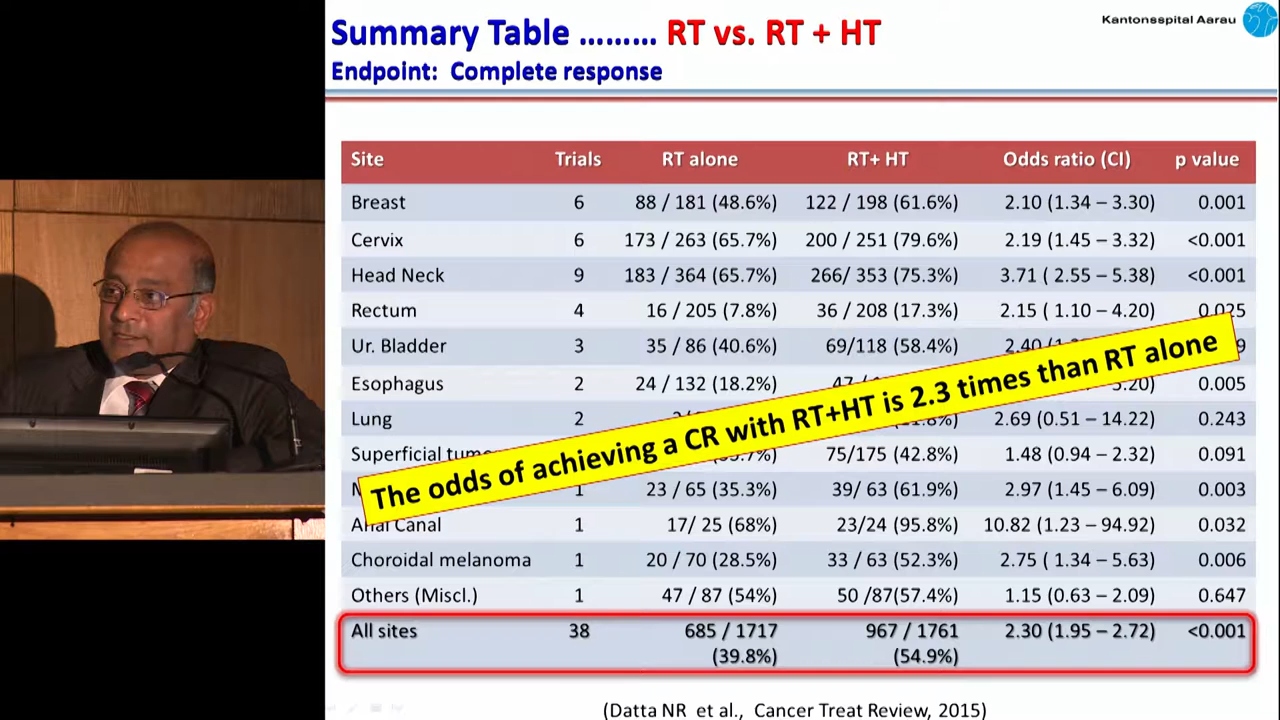 Kantonsspital Aarau
Summary Table ......... RT vs. RT + HT
Endpoint: Complete response
Site Trials RT alone RT+ HT Odds ratio (CI) p value
Breast 6 88 / 181 (48.6%) 122 / 198 (61.6%) 2.10 (1.34 – 3.30) 0.001
Cervix 6 173 / 263 (65.7%) 200 / 251 (79.6%) 2.19 (1.45 – 3.32) <0.001
Head Neck 9 183 / 364 (65.7%) 266/ 353 (75.3%) 3.71 ( 2.55 – 5.38) <0.001
Rectum 4 16 / 205 (7.8%) 36 / 208 (17.3%) 2.15 ( 1.10 – 4.20) 0.025
Ur. Bladder 3 35 / 86 (40.6%) 69/118 (58.4%) 2.40
Esophagus 2 24 / 132 (18.2%) 0.005
Lung 2 2.69 (0.51 – 14.22) 0.243
Superficial 75/175 (42.8%) 1.48 (0.94 – 2.32) 0.091
1 23 / 65 (35.3%) 39/ 63 (61.9%) 2.97 (1.45 – 6.09) 0.003
Anal Canal 1 17/ 25 (68%) 23/24 (95.8%) 10.82 (1.23 – 94.92) 0.032
Choroidal melanoma 1 20 / 70 (28.5%) 33 / 63 (52.3%) 2.75 ( 1.34 – 5.63) 0.006
Others (Miscl.) 1 47 / 87 (54%) 50 /87(57.4%) 1.15 (0.63 – 2.09) 0.647
All sites 38 685 / 1717 967 / 1761 2.30 (1.95 – 2.72) <0.001
(39.8%) (54.9%)
The odds of achieving a CR with RT+HT is 2.3 times than RT alone
(Datta NR et al., Cancer Treat Review, 2015)